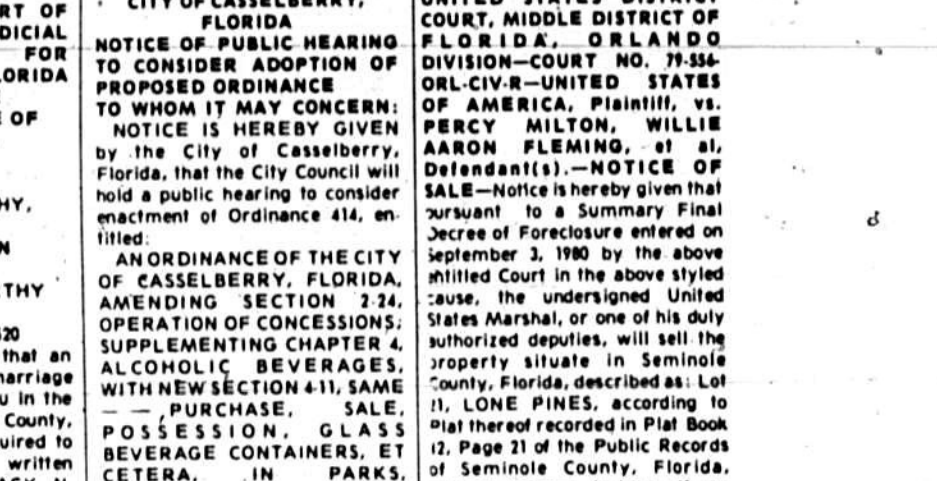 RT OF
DICIAL
FOR
ORIDA
OF
HY,
N
THY
that an
marriage
u in the
County,
uired to
written
CITY OF CASSELBERRY,
FLORIDA
NOTICE OF PUBLIC HEARING
TO CONSIDER ADOPTION OF
PROPOSED ORDINANCE
TO WHOM IT MAY CONCERN:
NOTICE IS HEREBY GIVEN
by the City of Casselberry,
Florida, that the City Council will
hold a public hearing to consider
enactment of Ordinance 414, en-
titled:
AN ORDINANCE OF THE CITY
OF CASSELBERRY, FLORIDA,
AMENDING SECTION 2-24,
OPERATION OF CONCESSIONS;
SUPPLEMENTING CHAPTER 4,
ALCOHOLIC BEVERAGES,
WITH NEW SECTION 4-11, SAME
— — , PURCHASE, SALE,
POSSESSION, GLASS
BEVERAGE CONTAINERS, ET
CETERA, IN PARKS,
UNITED STATES DISTRICT
COURT, MIDDLE DISTRICT OF
FLORIDA, ORLANDO
DIVISION—COURT NO. 79-556-
ORL-CIV-R—UNITED STATES
OF AMERICA, Plaintiff, vs.
PERCY MILTON, WILLIE
AARON FLEMING, et al,
Defendant(s).—NOTICE OF
SALE—Notice is hereby given that
pursuant to a Summary Final
Decree of Foreclosure entered on
September 3, 1980 by the above
entitled Court in the above styled
cause, the undersigned United
States Marshal, or one of his duly
authorized deputies, will sell the
property situate in Seminole
County, Florida, described as: Lot
LONE PINES, according to
Plat thereof recorded in Plat Book
12, Page 21 of the Public Records
of Seminole County, Florida,